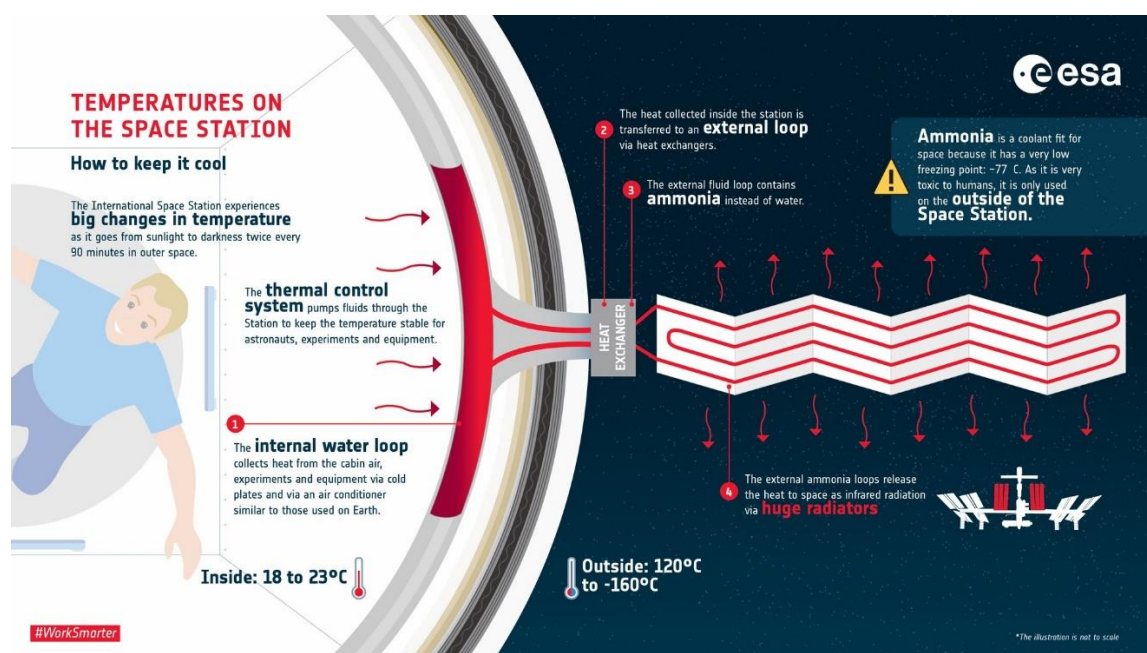 TEMPERATURES ON
THE SPACE STATION
How to keep it cool
The International Space Station experiences
big changes in temperature
as it goes from sunlight to darkness twice every
90 minutes in outer space.
The thermal control
system pumps fluids through the
Station to keep the temperature stable for
astronauts, experiments and equipment.
1
The internal water loop
collects heat from the cabin air,
experiments and equipment via cold
plates and via an air conditioner
similar to those used on Earth.
Inside: 18 to 23°C
#WorkSmarter
esa
2
The heat collected inside the station is
transferred to an external loop
via heat exchangers.
3
The external fluid loop contains
ammonia instead of water.
Ammonia is a coolant fit for
space because it has a very low
freezing point: -77 C. As it is very
toxic to humans, it is only used
on the outside of the
Space Station.
HEAT
EXCHANGER
4
The external ammonia loops release
the heat to space as infrared radiation
via huge radiators
Outside: 120°C
to -160°C
*The illustration is not to scale